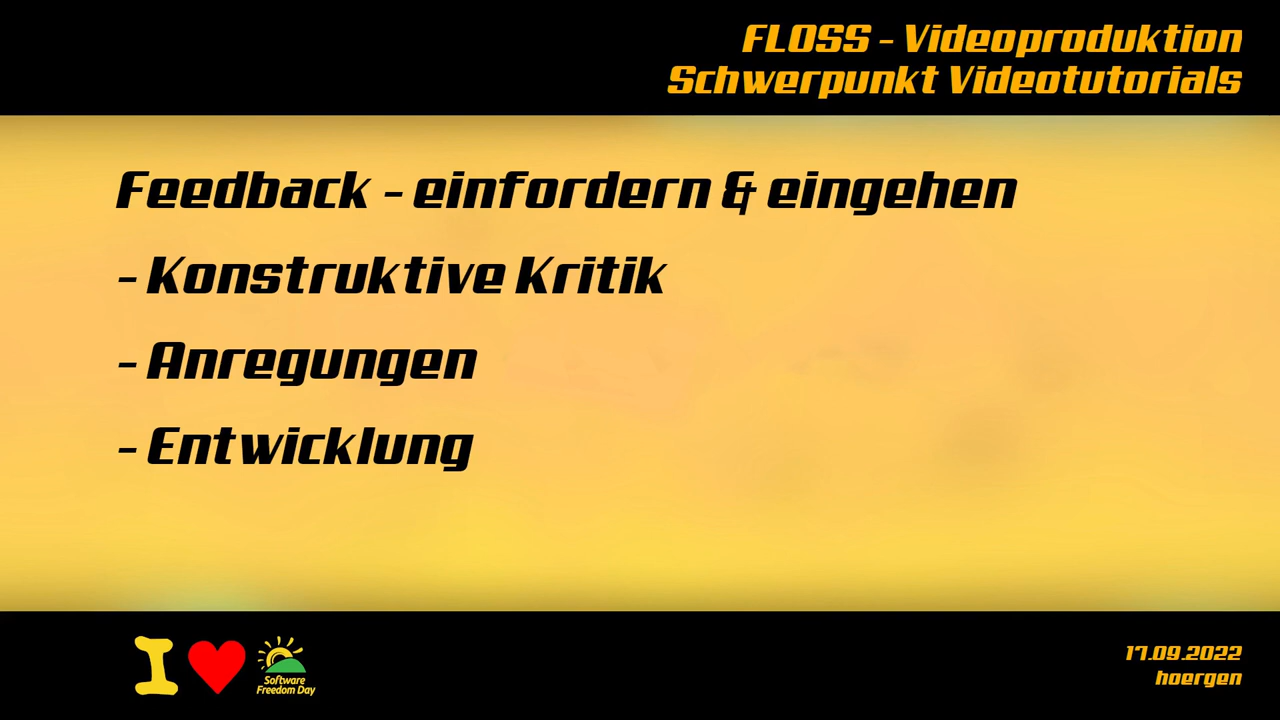 FLOSS - Videoproduktion
Schwerpunkt Videotutorials
Feedback - einfordern & eingehen
- Konstruktive Kritik
- Anregungen
- Entwicklung
I
Software
Freedom Day
17.09.2022
hoergen